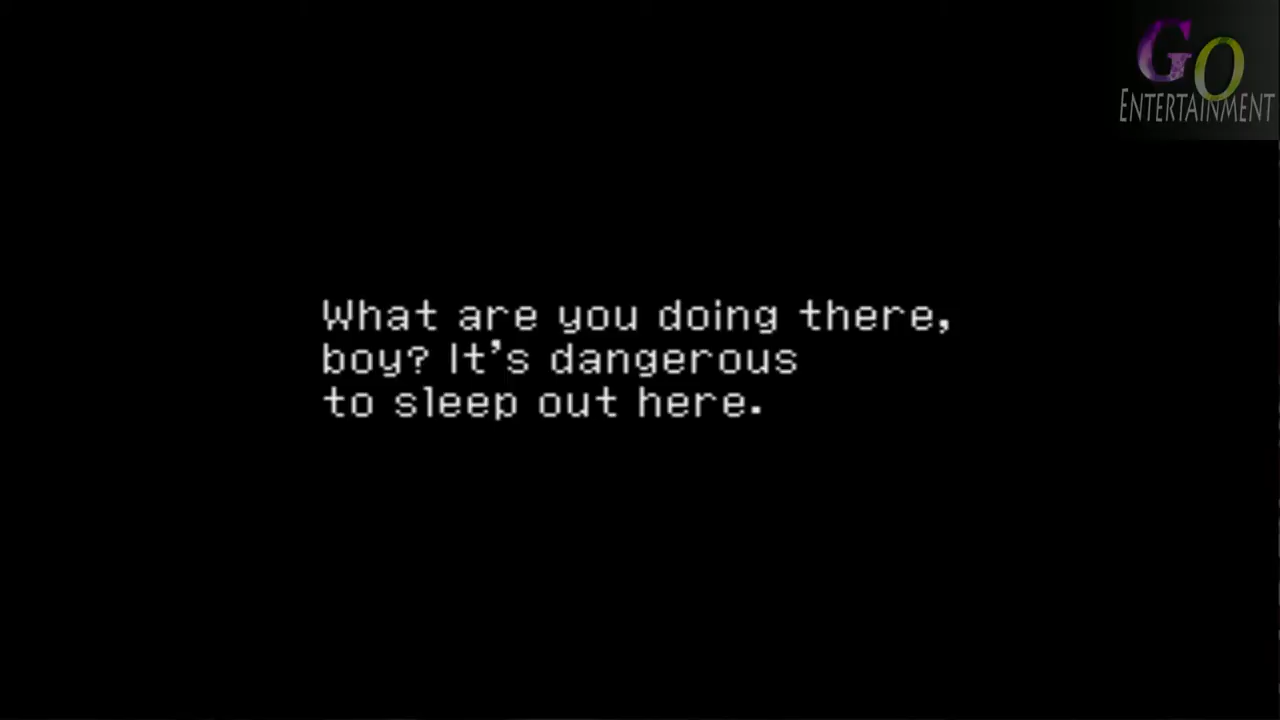 GO
ENTERTAINMENT
What are you doing there,
boy? It's dangerous
to sleep out here.